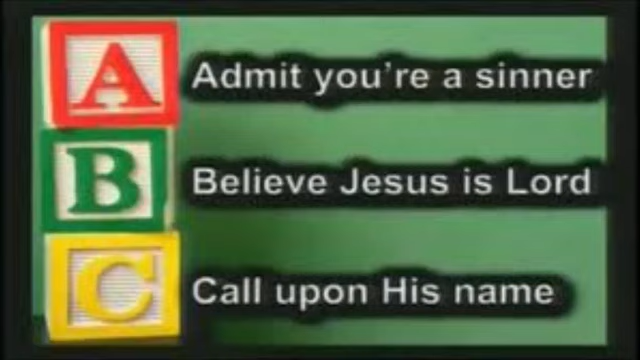 A Admit you're a sinner
B Believe Jesus is Lord
C Call upon His name